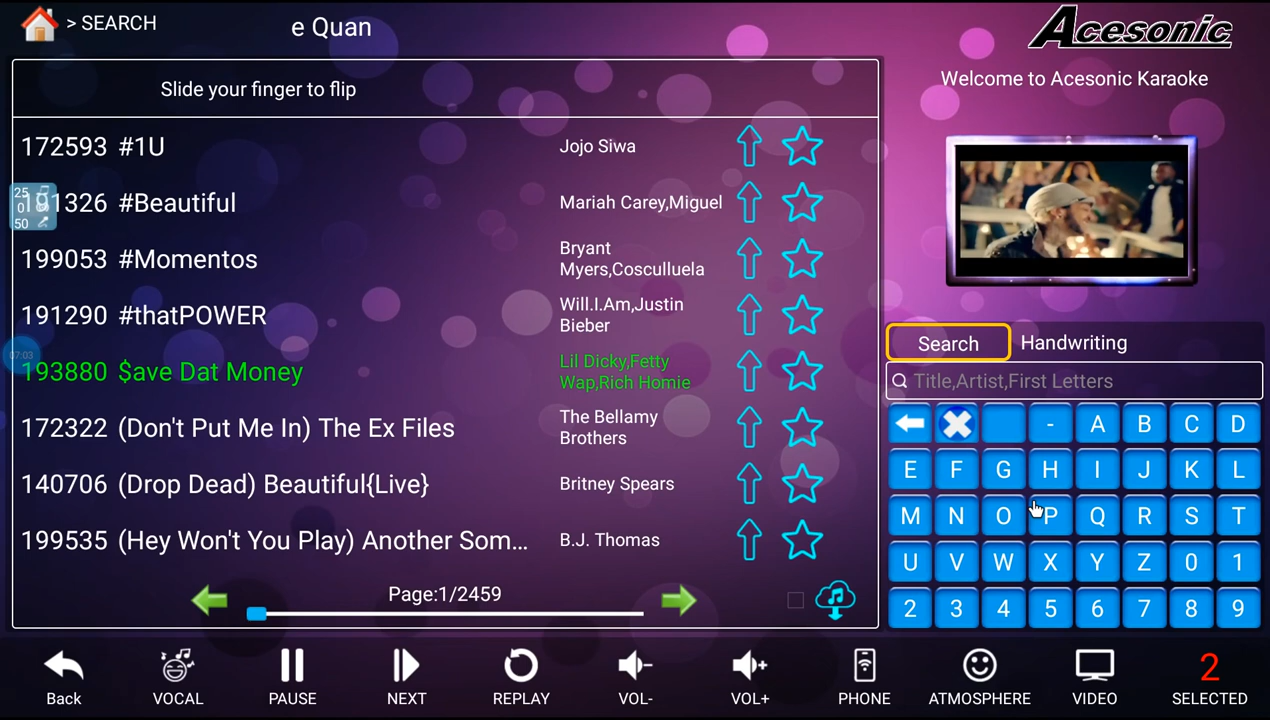 > SEARCH
e Quan
Acesonic
Slide your finger to flip
Welcome to Acesonic Karaoke
172593 #1U Jojo Siwa
191326 #Beautiful Mariah Carey,Miguel
25
0
50
199053 #Momentos Bryant
Myers,Cosculluela
191290 #thatPOWER Will.I.Am,Justin
Bieber
07:03
193880 $ave Dat Money Lil Dicky,Fetty
Wap,Rich Homie
172322 (Don't Put Me In) The Ex Files The Bellamy
Brothers
140706 (Drop Dead) Beautiful{Live} Britney Spears
199535 (Hey Won't You Play) Another Som... B.J. Thomas
Page:1/2459
Search Handwriting
Title,Artist,First Letters
- A B C D
E F G H I J K L
M N O P Q R S T
U V W X Y Z 0 1
2 3 4 5 6 7 8 9
2
Back VOCAL PAUSE NEXT REPLAY VOL- VOL+ PHONE ATMOSPHERE VIDEO SELECTED